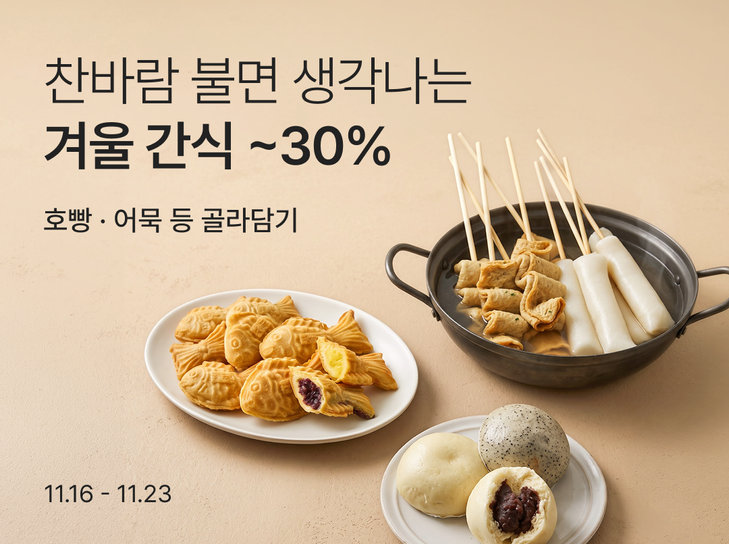 찬바람 불면 생각나는
겨울 간식 ~30%
호빵 · 어묵 등 골라담기
11.16 - 11.23